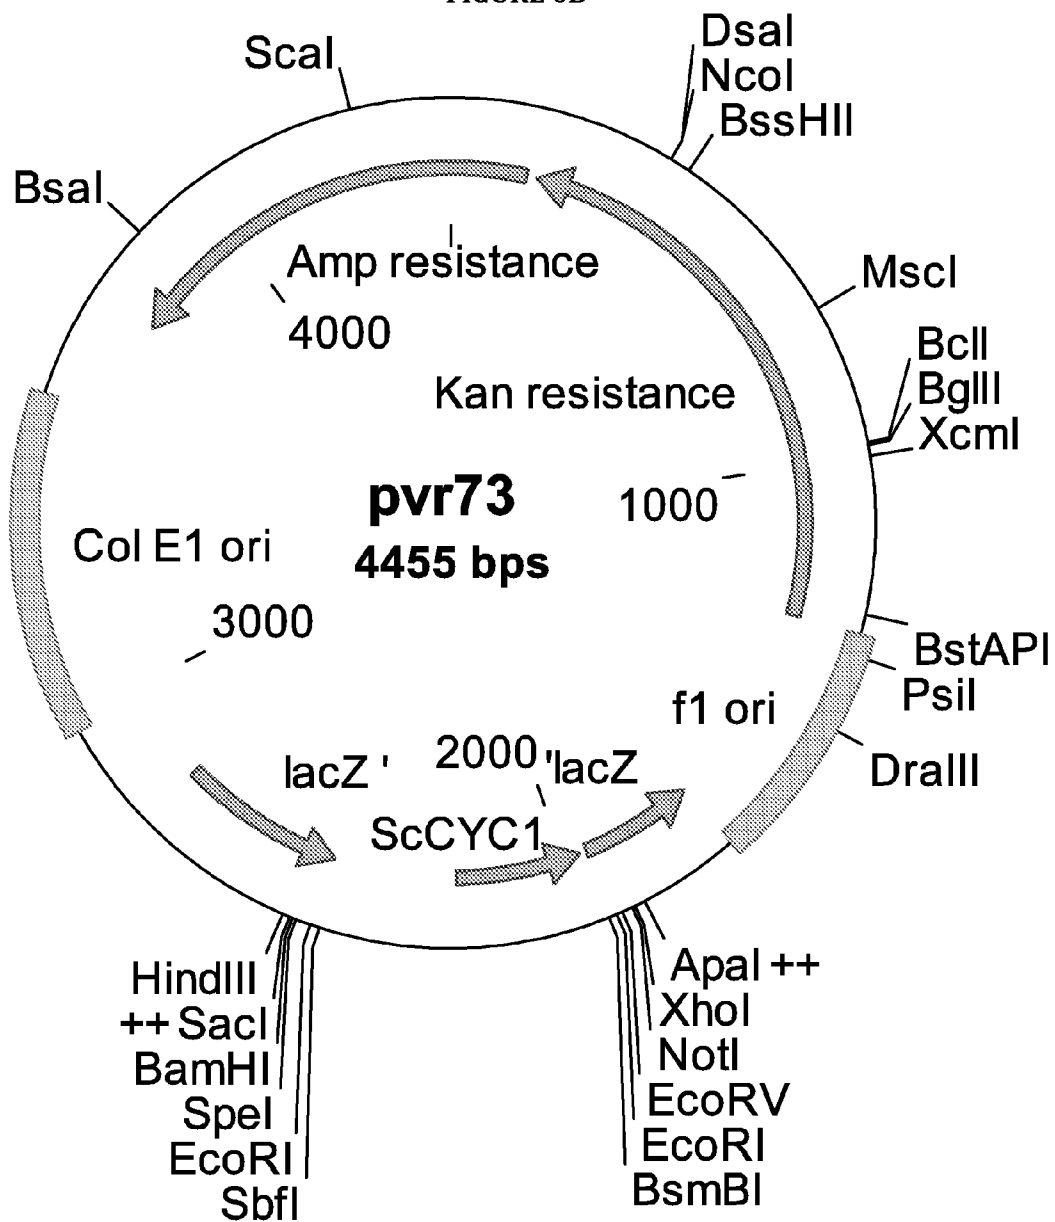 ScaI
DsaI
NcoI
BssHII
BsaI
Amp resistance
MscI
4000
BclI
BglII
XcmI
Kan resistance
pvr73
1000
4455 bps
Col E1 ori
3000
BstAPI
PsiI
f1 ori
DraIII
lacZ '
2000
'lacZ
ScCYC1
HindIII
++ SacI
BamHI
SpeI
EcoRI
SbfI
ApaI ++
XhoI
NotI
EcoRV
EcoRI
BsmBI